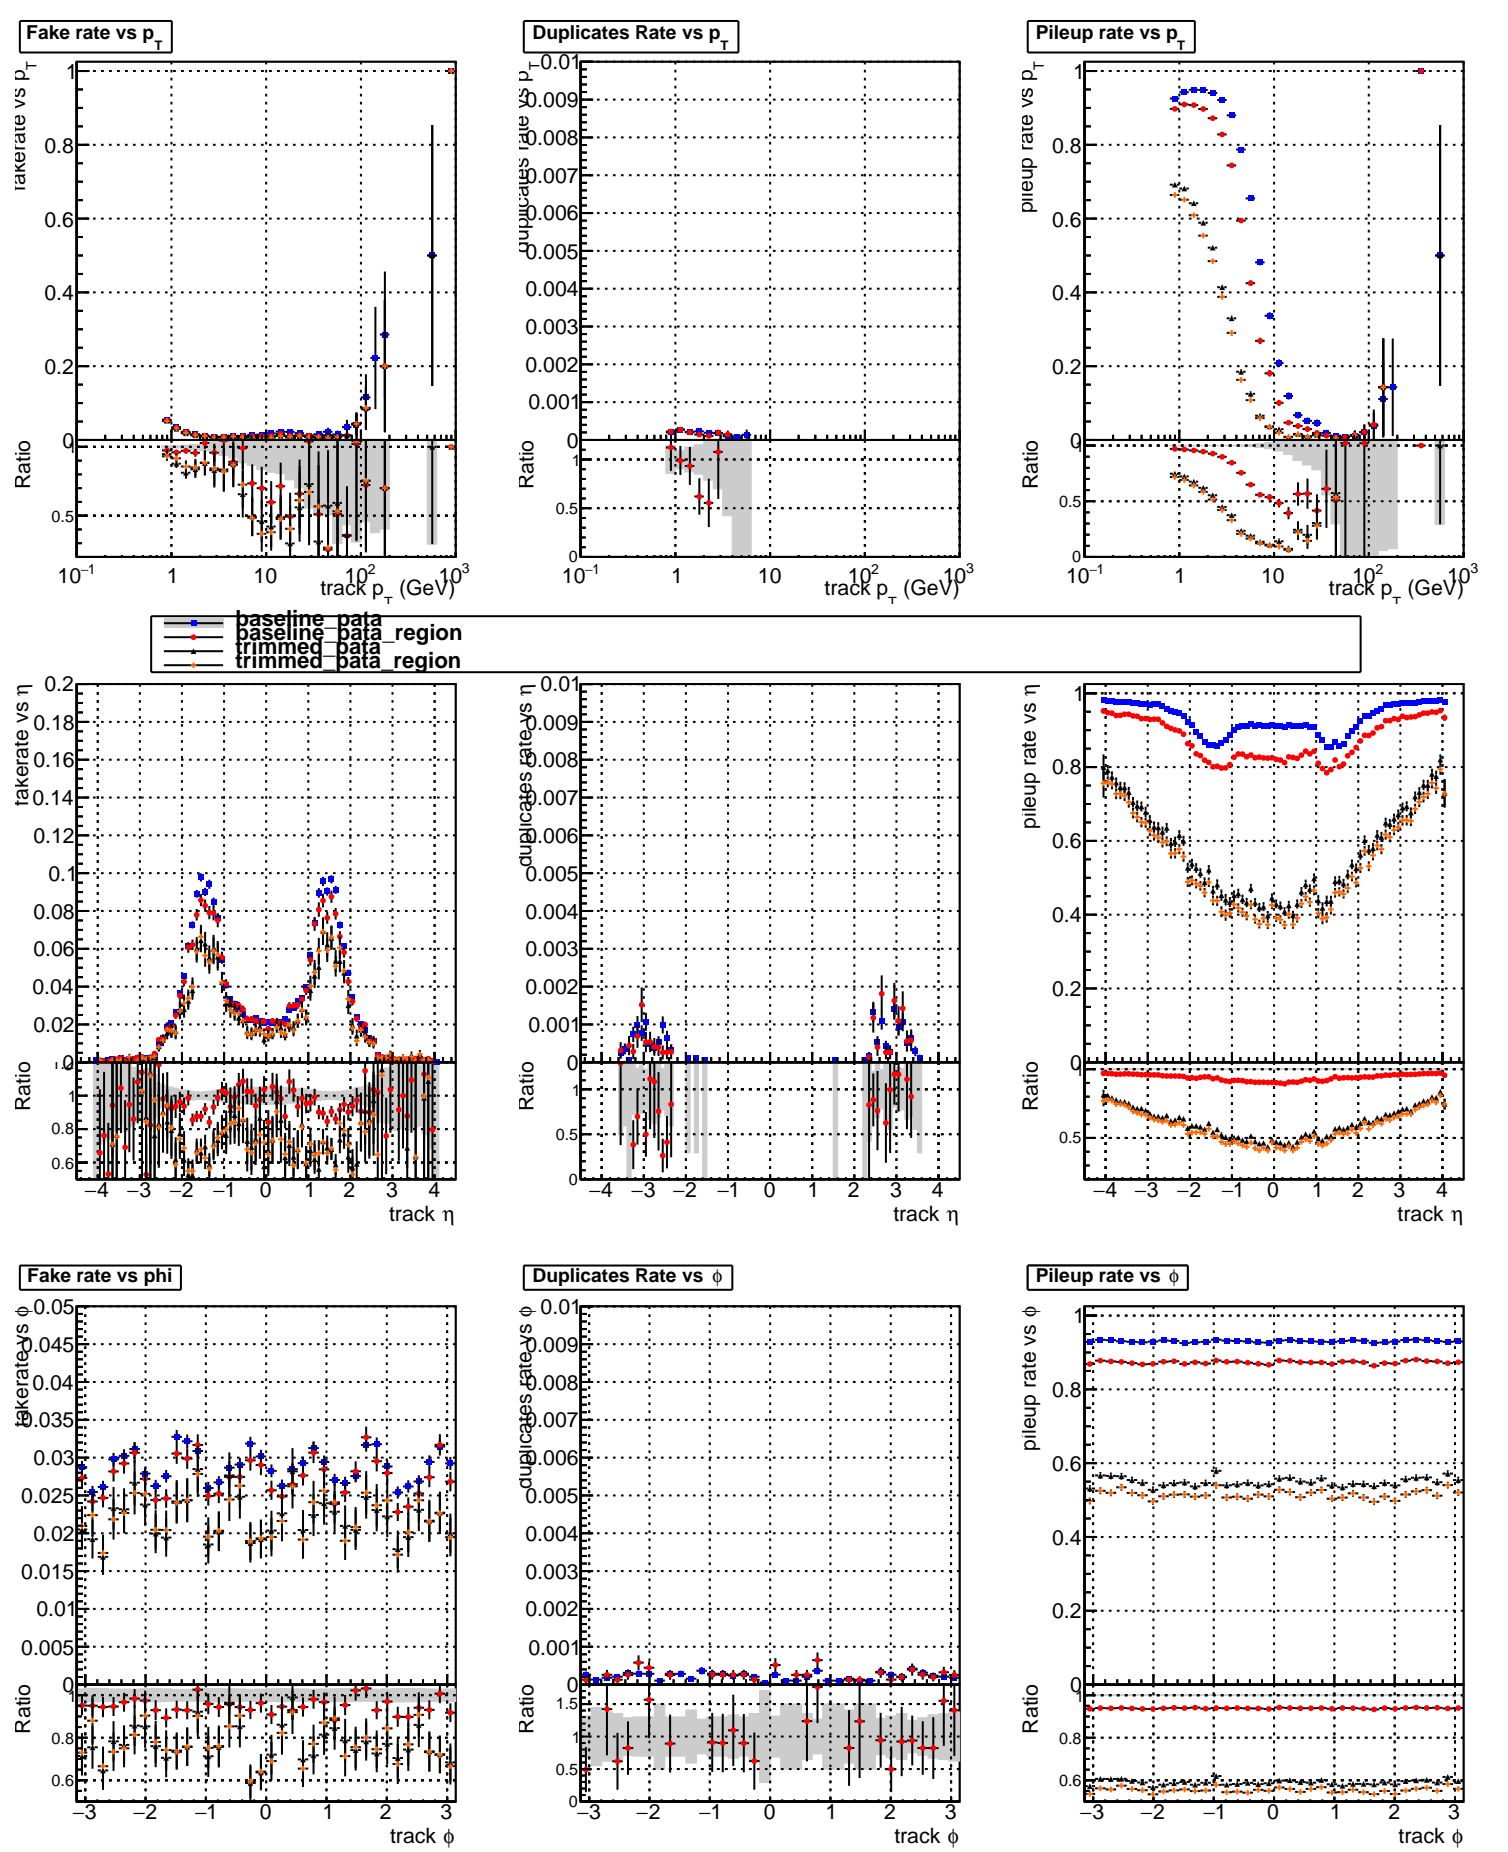 Fake rate vs p_T
Duplicates Rate vs p_T
Pileup rate vs p_T
fakerate vs p_T
1
0.8
0.6
0.4
0.2
0
Ratio
1
0.5
10^−1 1 10 10^2 10^3
track p_T (GeV)
duplicates rate vs p_T
0.01
0.009
0.008
0.007
0.006
0.005
0.004
0.003
0.002
0.001
0
Ratio
1
0.5
0
10^−1 1 10 10^2 10^3
track p_T (GeV)
pileup rate vs p_T
1
0.8
0.6
0.4
0.2
0
Ratio
1
0.5
0
10^−1 1 10 10^2 10^3
track p_T (GeV)
baseline_pata
baseline_pata_region
trimmed_pata
trimmed_pata_region
fakerate vs η
0.2
0.18
0.16
0.14
0.12
0.1
0.08
0.06
0.04
0.02
0
Ratio
1
0.8
0.6
−4 −3 −2 −1 0 1 2 3 4
track η
duplicates rate vs η
0.01
0.009
0.008
0.007
0.006
0.005
0.004
0.003
0.002
0.001
0
Ratio
1
0.5
0
−4 −3 −2 −1 0 1 2 3 4
track η
pileup rate vs η
1
0.8
0.6
0.4
0.2
0
Ratio
1
0.5
−4 −3 −2 −1 0 1 2 3 4
track η
Fake rate vs phi
Duplicates Rate vs ϕ
Pileup rate vs ϕ
fakerate vs ϕ
0.05
0.045
0.04
0.035
0.03
0.025
0.02
0.015
0.01
0.005
0
Ratio
1
0.8
0.6
−3 −2 −1 0 1 2 3
track ϕ
duplicates rate vs ϕ
0.01
0.009
0.008
0.007
0.006
0.005
0.004
0.003
0.002
0.001
0
Ratio
1.5
1
0.5
0
−3 −2 −1 0 1 2 3
track ϕ
pileup rate vs ϕ
1
0.8
0.6
0.4
0.2
0
Ratio
1
0.8
0.6
−3 −2 −1 0 1 2 3
track ϕ